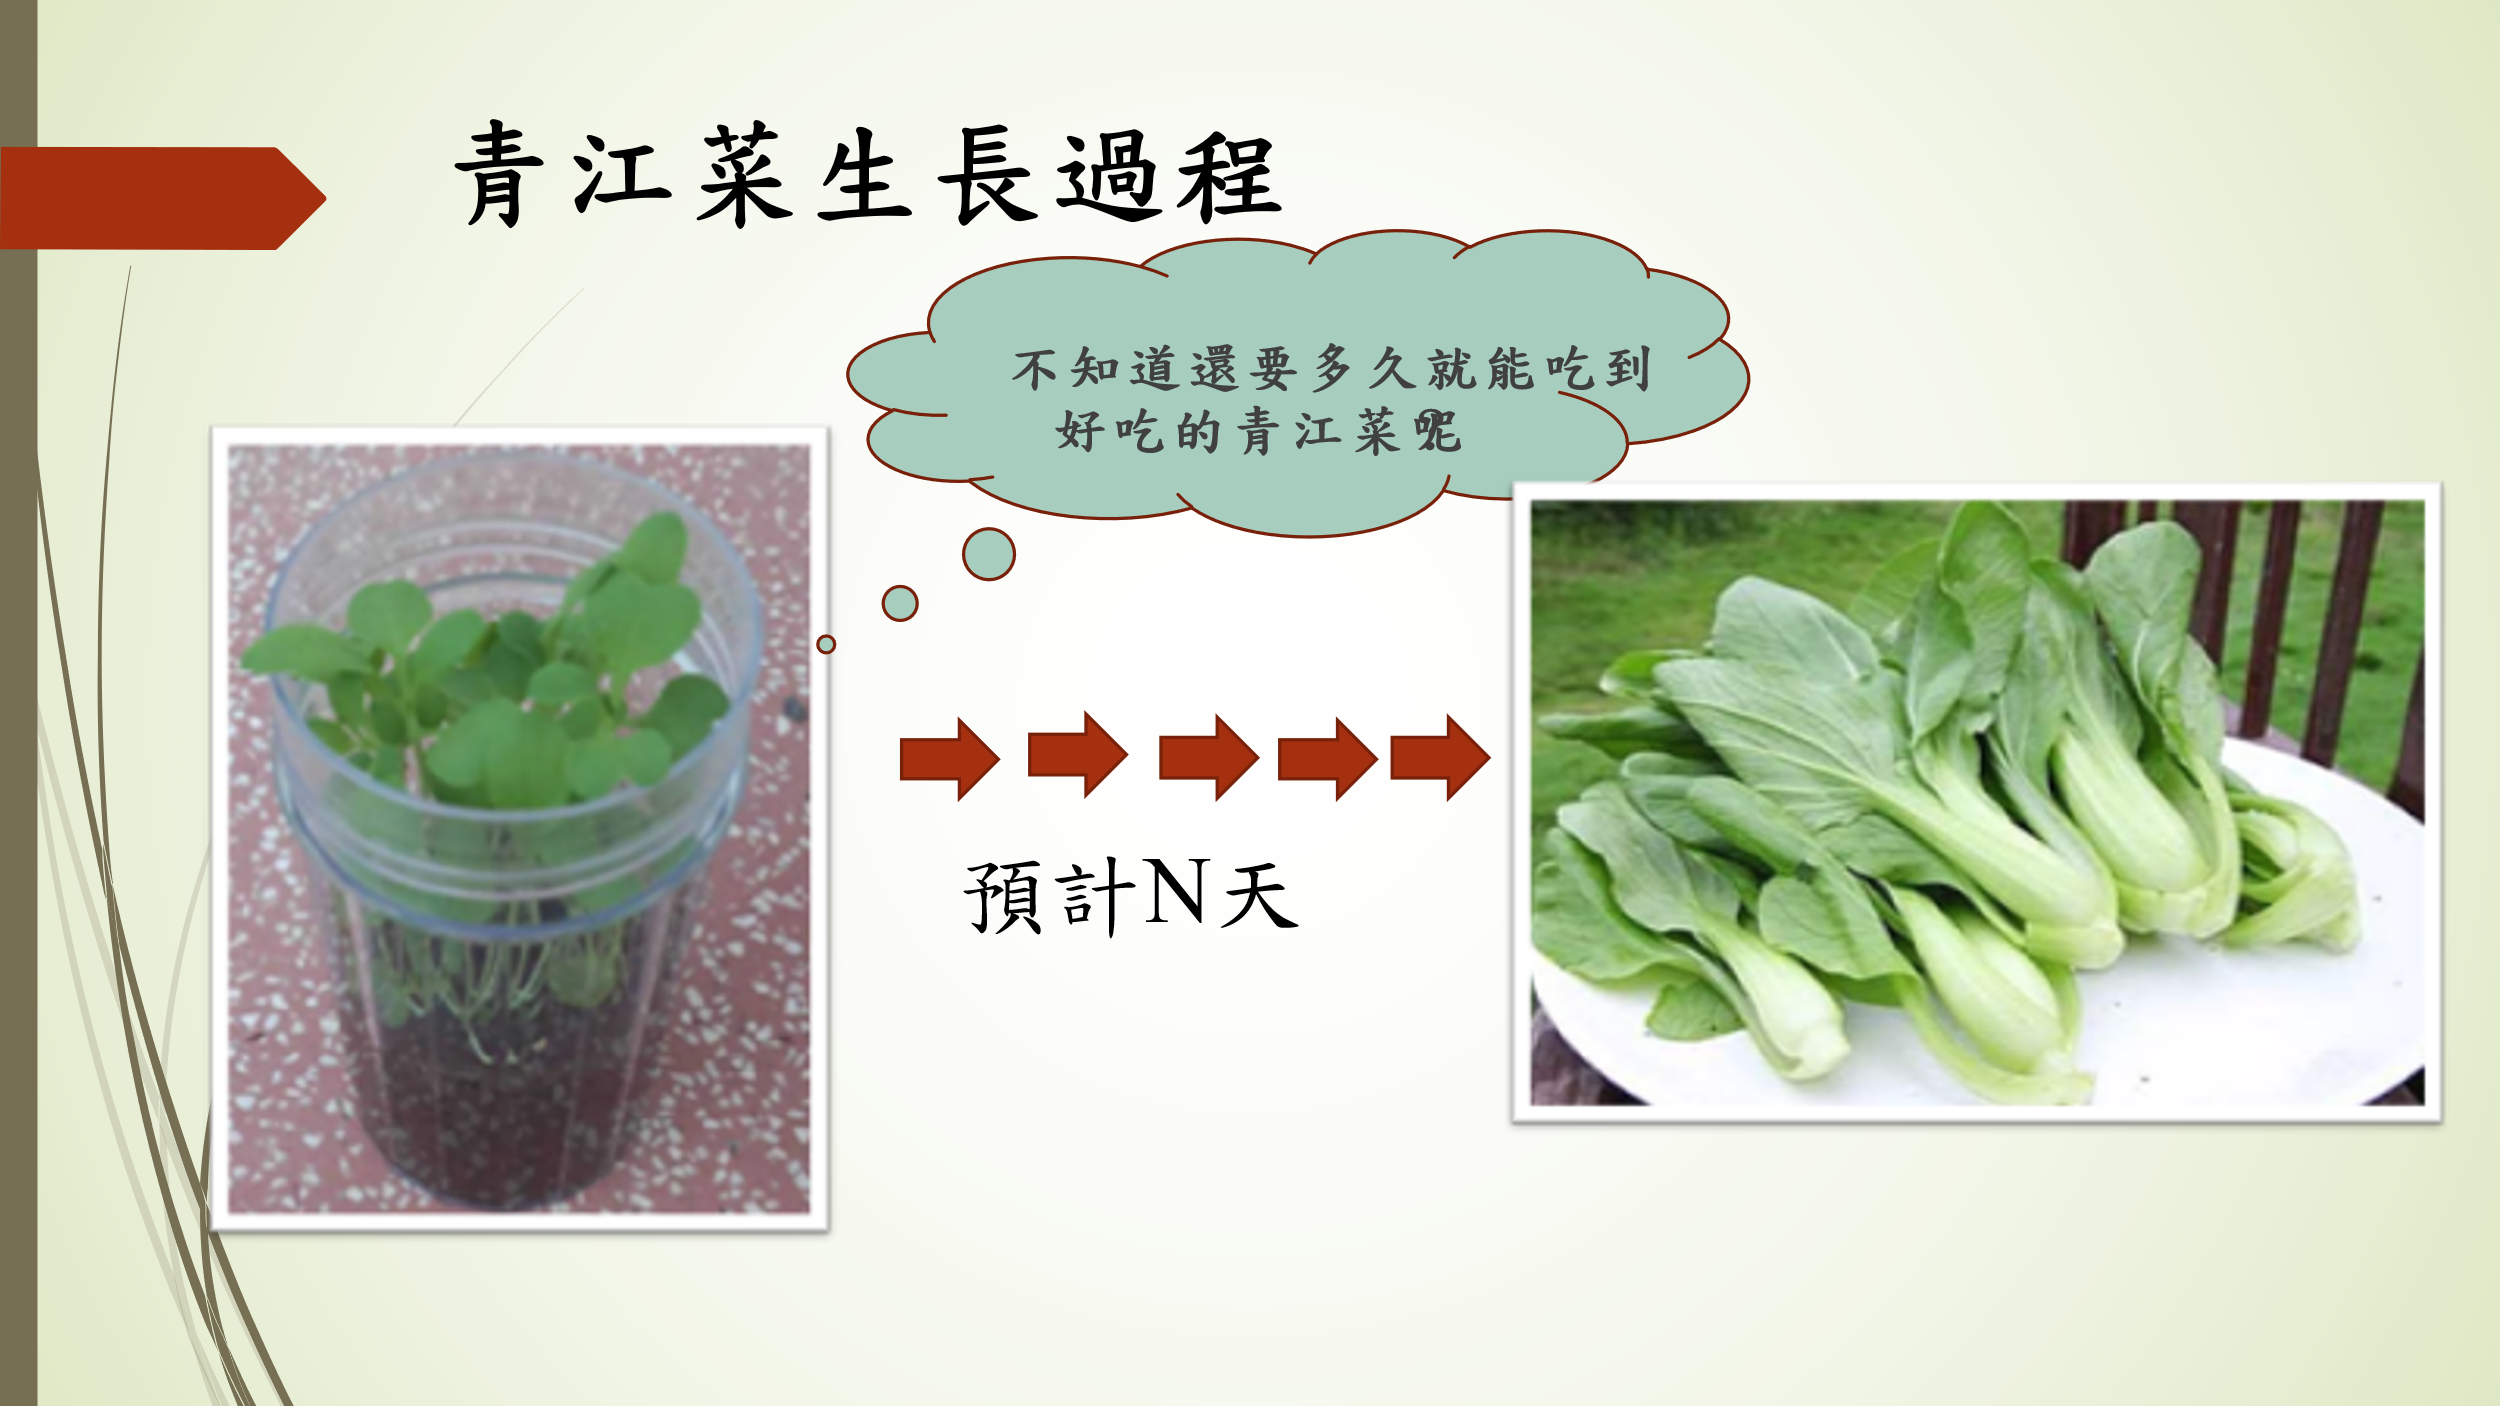 青江菜生長過程
不知道還要多久就能吃到
好吃的青江菜喔
預計N天